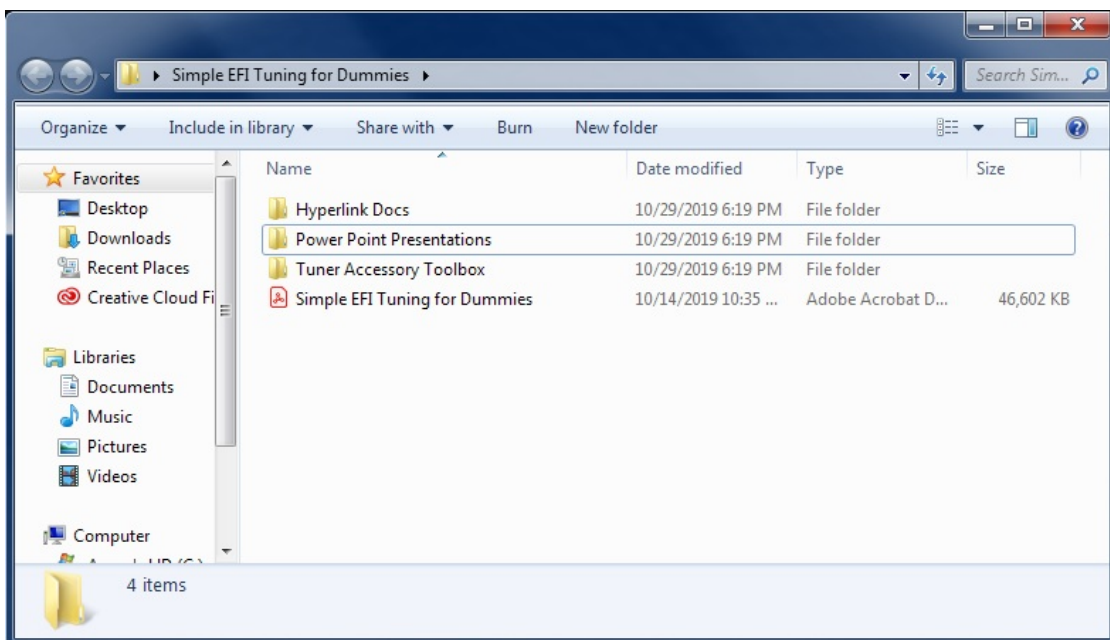 Simple EFI Tuning for Dummies
Search Sim...
Organize Include in library Share with Burn New folder
Favorites
Desktop
Downloads
Recent Places
Creative Cloud Fi
Libraries
Documents
Music
Pictures
Videos
Computer
Name Date modified Type Size
Hyperlink Docs 10/29/2019 6:19 PM File folder
Power Point Presentations 10/29/2019 6:19 PM File folder
Tuner Accessory Toolbox 10/29/2019 6:19 PM File folder
Simple EFI Tuning for Dummies 10/14/2019 10:35 ... Adobe Acrobat D... 46,602 KB
4 items